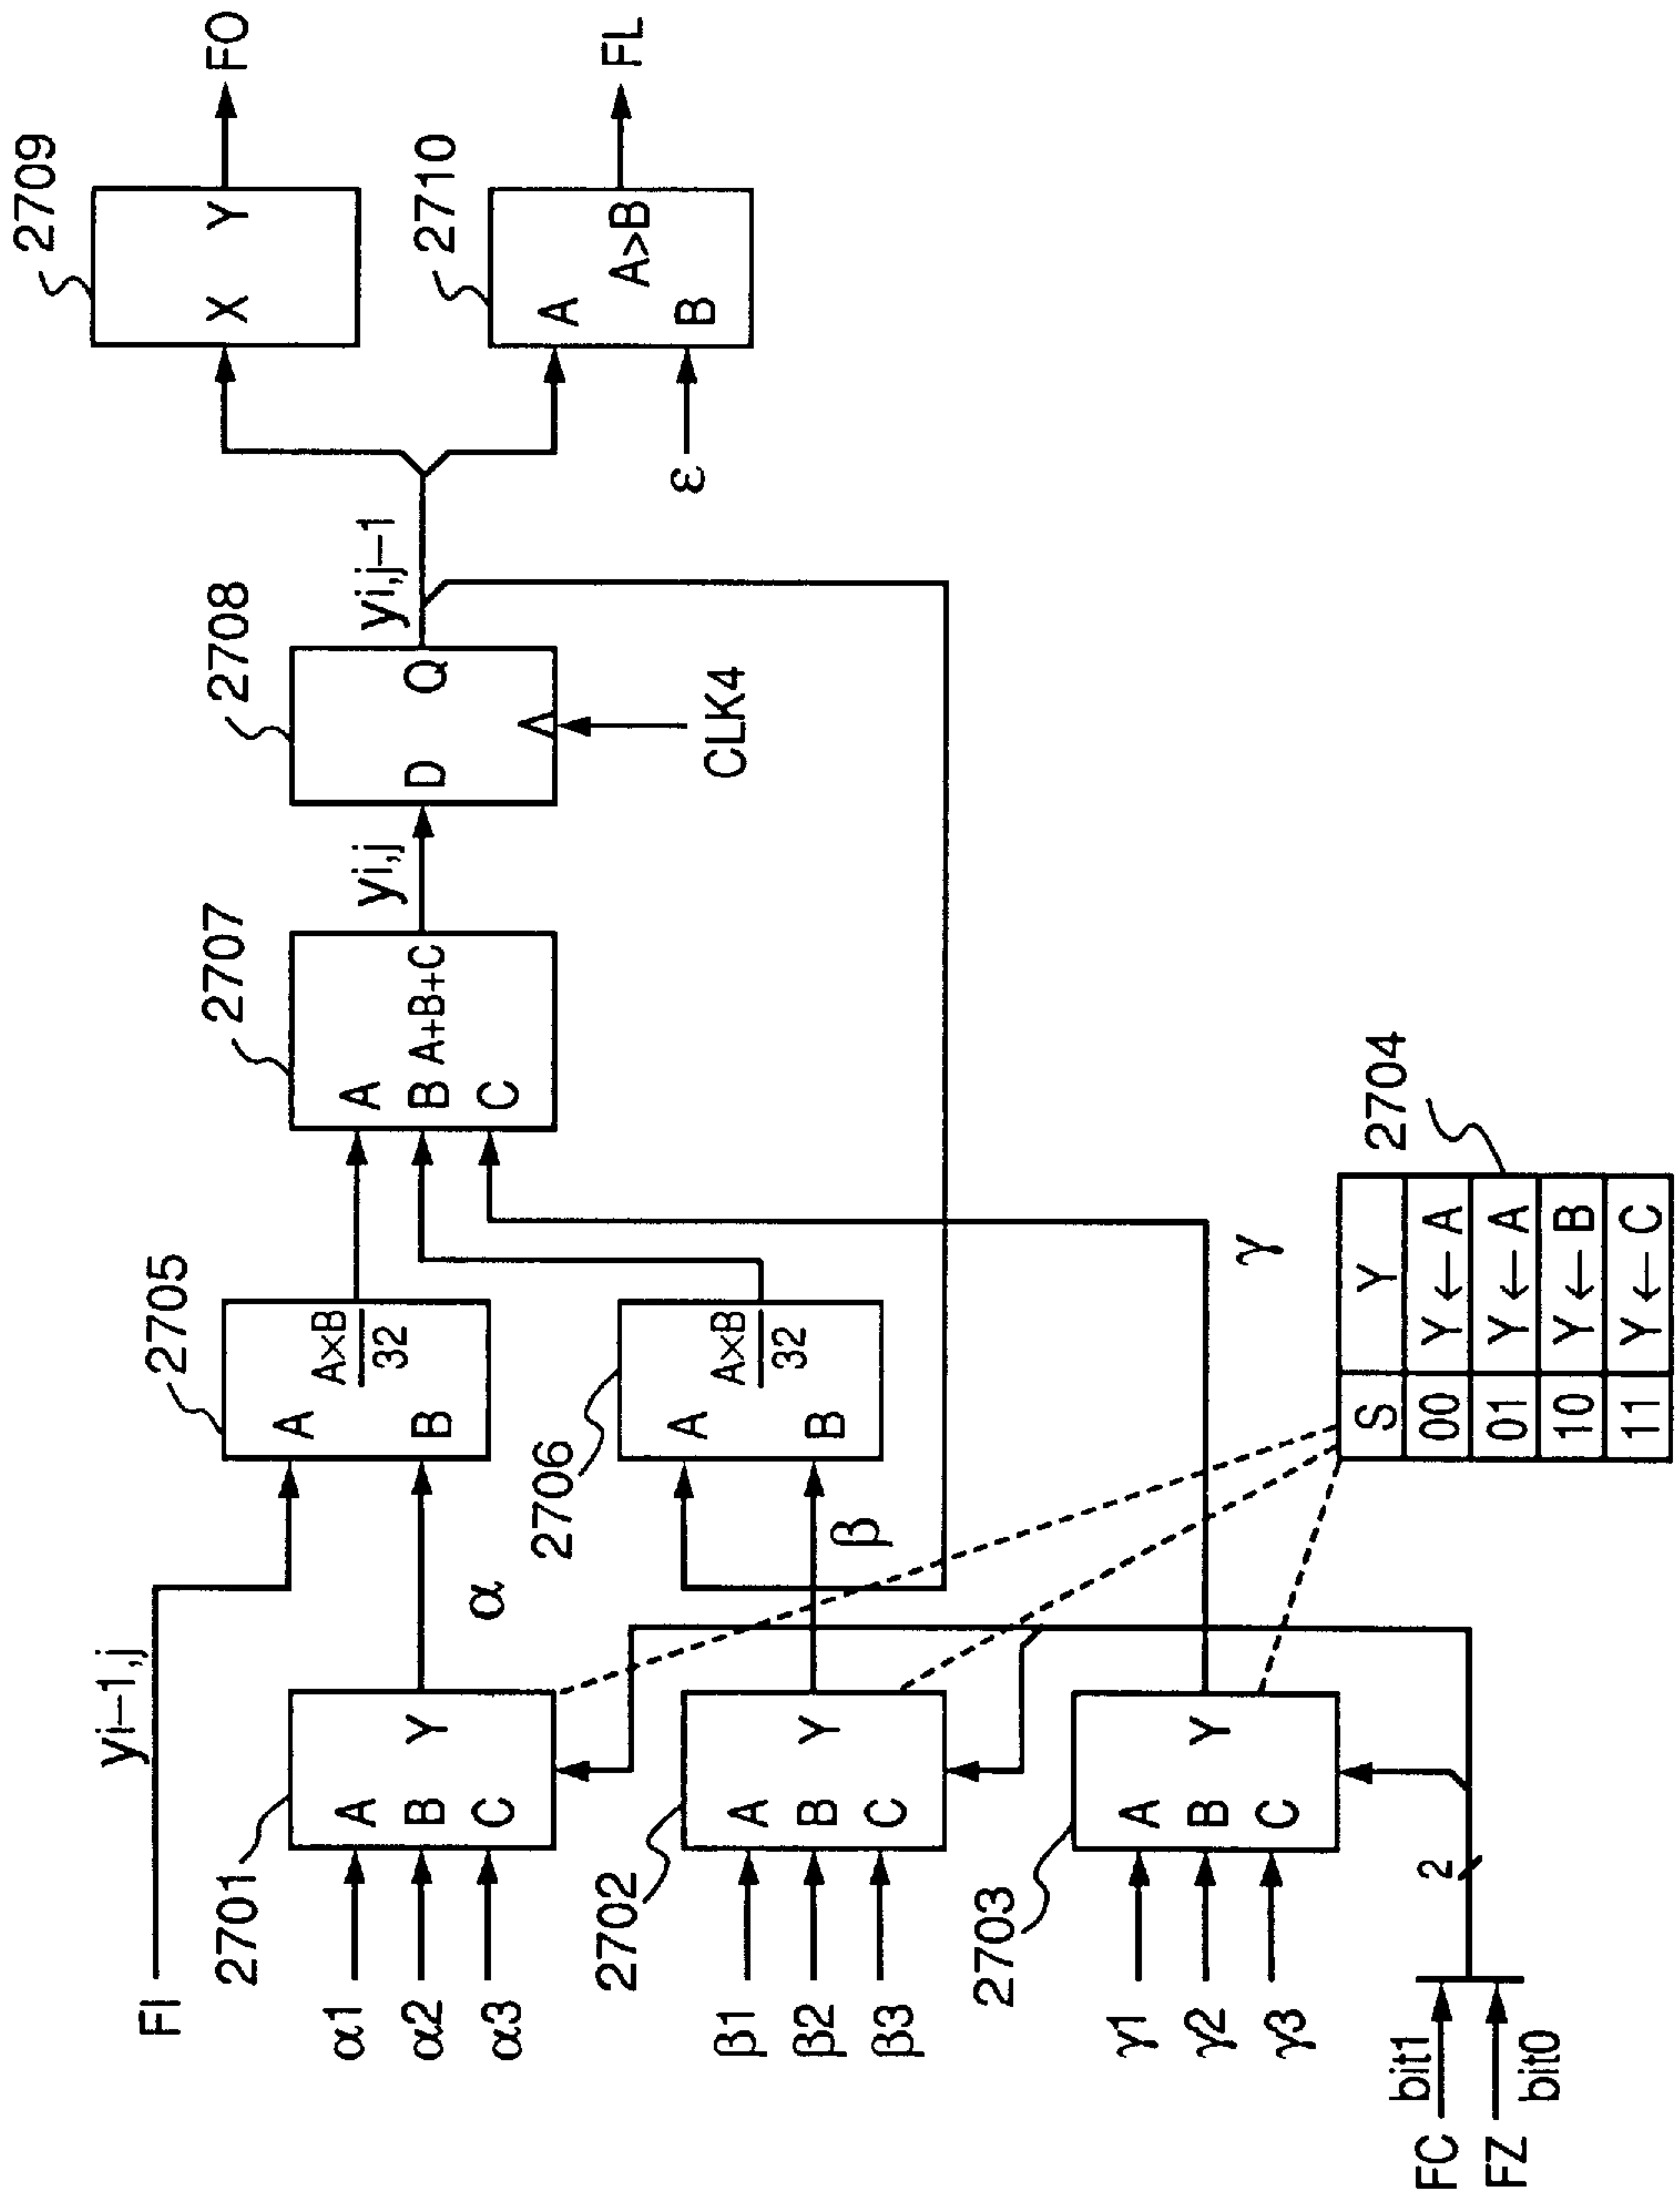 FI
yi−1,j
α1
α2
α3
2701
A
B
C
Y
α
β1
β2
β3
2702
A
B
C
Y
β
γ1
γ2
γ3
2703
A
B
C
Y
γ
FC bit1
FZ bit0
2
2705
A
B
A×B
32
2706
A
B
A×B
32
2704
S Y
00 Y←A
01 Y←A
10 Y←B
11 Y←C
2707
A
B A+B+C
C
yi,j
2708
D Q
CLK4
yi,j−1
2709
X Y
FO
2710
A
A>B
B
ε
FL